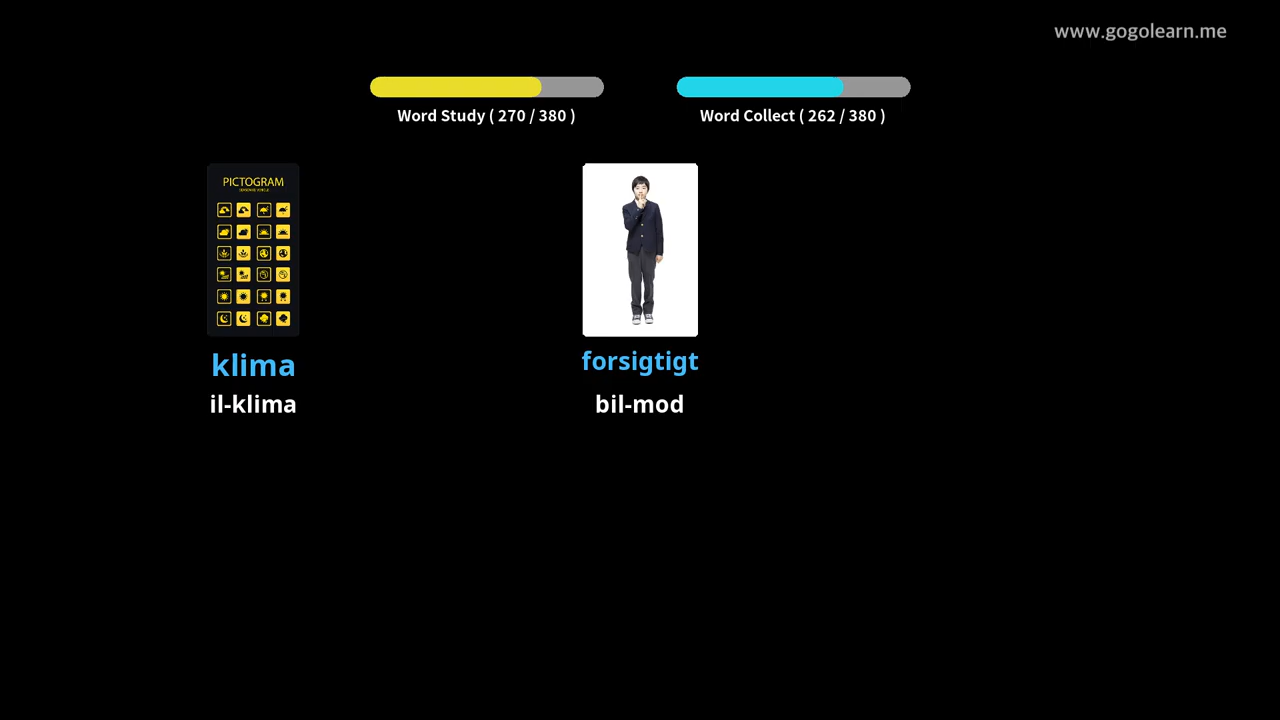 www.gogolearn.me
Word Study ( 270 / 380 )
Word Collect ( 262 / 380 )
PICTOGRAM
klima
forsigtigt
il-klima
bil-mod